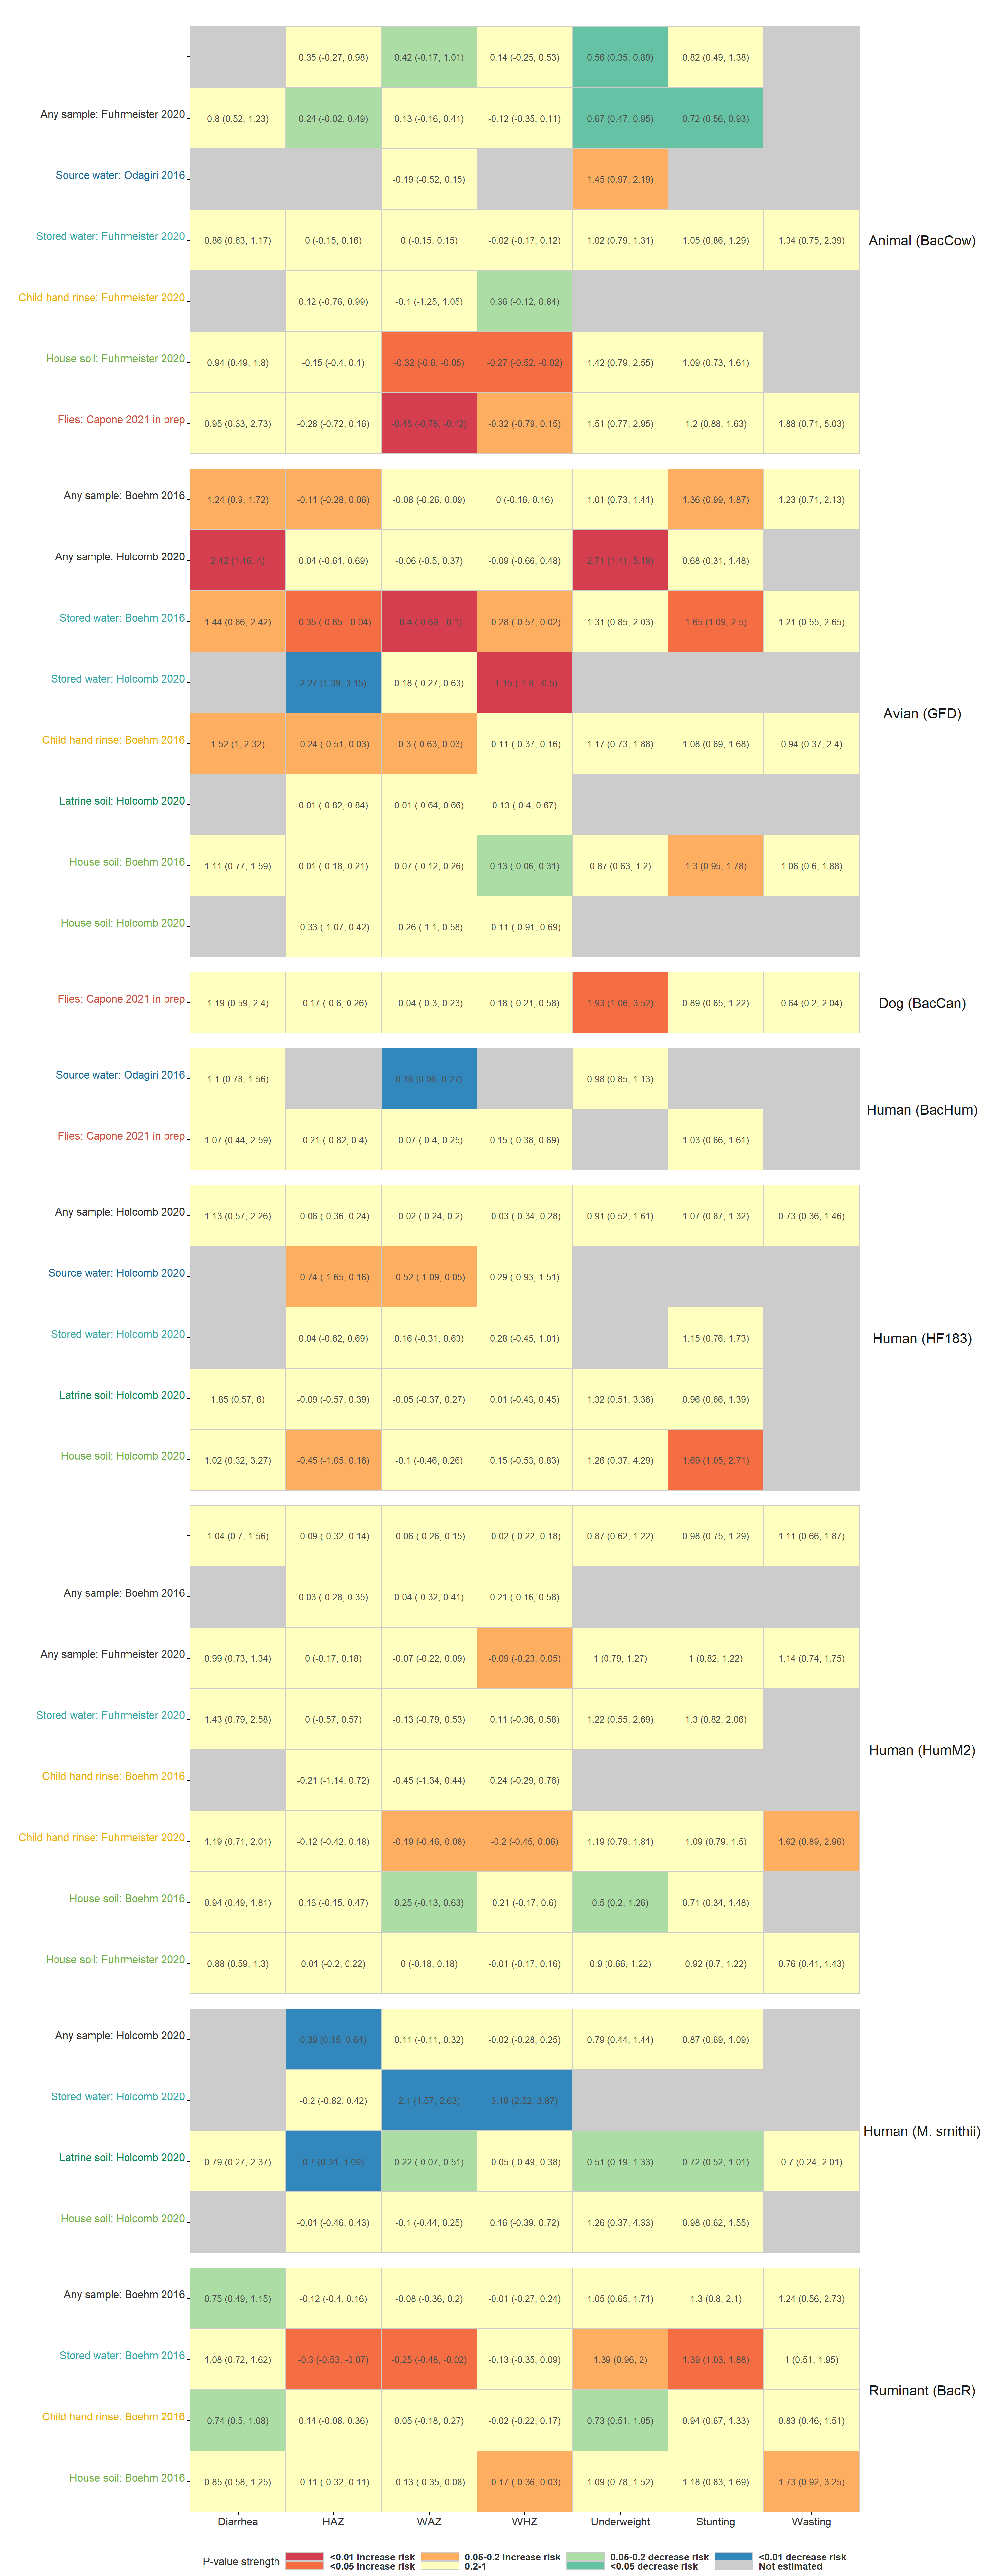 0.35 (-0.27, 0.98) 0.42 (-0.17, 1.01) 0.14 (-0.25, 0.53) 0.56 (0.35, 0.89) 0.82 (0.49, 1.38)
Any sample: Fuhrmeister 2020 0.8 (0.52, 1.23) 0.24 (-0.02, 0.49) 0.13 (-0.16, 0.41) -0.12 (-0.35, 0.11) 0.67 (0.47, 0.95) 0.72 (0.56, 0.93)
Source water: Odagiri 2016 -0.19 (-0.52, 0.15) 1.45 (0.97, 2.19)
Stored water: Fuhrmeister 2020 0.86 (0.63, 1.17) 0 (-0.15, 0.16) 0 (-0.15, 0.15) -0.02 (-0.17, 0.12) 1.02 (0.79, 1.31) 1.05 (0.86, 1.29) 1.34 (0.75, 2.39) Animal (BacCow)
Child hand rinse: Fuhrmeister 2020 0.12 (-0.76, 0.99) -0.1 (-1.25, 1.05) 0.36 (-0.12, 0.84)
House soil: Fuhrmeister 2020 0.94 (0.49, 1.8) -0.15 (-0.4, 0.1) -0.32 (-0.6, -0.05) -0.27 (-0.52, -0.02) 1.42 (0.79, 2.55) 1.09 (0.73, 1.61)
Flies: Capone 2021 in prep 0.95 (0.33, 2.73) -0.28 (-0.72, 0.16) -0.45 (-0.78, -0.12) -0.32 (-0.79, 0.15) 1.51 (0.77, 2.95) 1.2 (0.88, 1.63) 1.88 (0.71, 5.03)
Any sample: Boehm 2016 1.24 (0.9, 1.72) -0.11 (-0.28, 0.06) -0.08 (-0.26, 0.09) 0 (-0.16, 0.16) 1.01 (0.73, 1.41) 1.36 (0.99, 1.87) 1.23 (0.71, 2.13)
Any sample: Holcomb 2020 2.42 (1.46, 4) 0.04 (-0.61, 0.69) -0.06 (-0.5, 0.37) -0.09 (-0.66, 0.48) 2.71 (1.41, 5.18) 0.68 (0.31, 1.48)
Stored water: Boehm 2016 1.44 (0.86, 2.42) -0.35 (-0.65, -0.04) -0.4 (-0.69, -0.1) -0.28 (-0.57, 0.02) 1.31 (0.85, 2.03) 1.65 (1.09, 2.5) 1.21 (0.55, 2.65)
Stored water: Holcomb 2020 2.27 (1.39, 3.15) 0.18 (-0.27, 0.63) -1.15 (-1.8, -0.5)
Avian (GFD)
Child hand rinse: Boehm 2016 1.52 (1, 2.32) -0.24 (-0.51, 0.03) -0.3 (-0.63, 0.03) -0.11 (-0.37, 0.16) 1.17 (0.73, 1.88) 1.08 (0.69, 1.68) 0.94 (0.37, 2.4)
Latrine soil: Holcomb 2020 0.01 (-0.82, 0.84) 0.01 (-0.64, 0.66) 0.13 (-0.4, 0.67)
House soil: Boehm 2016 1.11 (0.77, 1.59) 0.01 (-0.18, 0.21) 0.07 (-0.12, 0.26) 0.13 (-0.06, 0.31) 0.87 (0.63, 1.2) 1.3 (0.95, 1.78) 1.06 (0.6, 1.88)
House soil: Holcomb 2020 -0.33 (-1.07, 0.42) -0.26 (-1.1, 0.58) -0.11 (-0.91, 0.69)
Flies: Capone 2021 in prep 1.19 (0.59, 2.4) -0.17 (-0.6, 0.26) -0.04 (-0.3, 0.23) 0.18 (-0.21, 0.58) 1.93 (1.06, 3.52) 0.89 (0.65, 1.22) 0.64 (0.2, 2.04) Dog (BacCan)
Source water: Odagiri 2016 1.1 (0.78, 1.56) 0.16 (0.06, 0.27) 0.98 (0.85, 1.13)
Human (BacHum)
Flies: Capone 2021 in prep 1.07 (0.44, 2.59) -0.21 (-0.82, 0.4) -0.07 (-0.4, 0.25) 0.15 (-0.38, 0.69) 1.03 (0.66, 1.61)
Any sample: Holcomb 2020 1.13 (0.57, 2.26) -0.06 (-0.36, 0.24) -0.02 (-0.24, 0.2) -0.03 (-0.34, 0.28) 0.91 (0.52, 1.61) 1.07 (0.87, 1.32) 0.73 (0.36, 1.46)
Source water: Holcomb 2020 -0.74 (-1.65, 0.16) -0.52 (-1.09, 0.05) 0.29 (-0.93, 1.51)
Stored water: Holcomb 2020 0.04 (-0.62, 0.69) 0.16 (-0.31, 0.63) 0.28 (-0.45, 1.01) 1.15 (0.76, 1.73) Human (HF183)
Latrine soil: Holcomb 2020 1.85 (0.57, 6) -0.09 (-0.57, 0.39) -0.05 (-0.37, 0.27) 0.01 (-0.43, 0.45) 1.32 (0.51, 3.36) 0.96 (0.66, 1.39)
House soil: Holcomb 2020 1.02 (0.32, 3.27) -0.45 (-1.05, 0.16) -0.1 (-0.46, 0.26) 0.15 (-0.53, 0.83) 1.26 (0.37, 4.29) 1.69 (1.05, 2.71)
1.04 (0.7, 1.56) -0.09 (-0.32, 0.14) -0.06 (-0.26, 0.15) -0.02 (-0.22, 0.18) 0.87 (0.62, 1.22) 0.98 (0.75, 1.29) 1.11 (0.66, 1.87)
Any sample: Boehm 2016 0.03 (-0.28, 0.35) 0.04 (-0.32, 0.41) 0.21 (-0.16, 0.58)
Any sample: Fuhrmeister 2020 0.99 (0.73, 1.34) 0 (-0.17, 0.18) -0.07 (-0.22, 0.09) -0.09 (-0.23, 0.05) 1 (0.79, 1.27) 1 (0.82, 1.22) 1.14 (0.74, 1.75)
Stored water: Fuhrmeister 2020 1.43 (0.79, 2.58) 0 (-0.57, 0.57) -0.13 (-0.79, 0.53) 0.11 (-0.36, 0.58) 1.22 (0.55, 2.69) 1.3 (0.82, 2.06)
Human (HumM2)
Child hand rinse: Boehm 2016 -0.21 (-1.14, 0.72) -0.45 (-1.34, 0.44) 0.24 (-0.29, 0.76)
Child hand rinse: Fuhrmeister 2020 1.19 (0.71, 2.01) -0.12 (-0.42, 0.18) -0.19 (-0.46, 0.08) -0.2 (-0.45, 0.06) 1.19 (0.79, 1.81) 1.09 (0.79, 1.5) 1.62 (0.89, 2.96)
House soil: Boehm 2016 0.94 (0.49, 1.81) 0.16 (-0.15, 0.47) 0.25 (-0.13, 0.63) 0.21 (-0.17, 0.6) 0.5 (0.2, 1.26) 0.71 (0.34, 1.48)
House soil: Fuhrmeister 2020 0.88 (0.59, 1.3) 0.01 (-0.2, 0.22) 0 (-0.18, 0.18) -0.01 (-0.17, 0.16) 0.9 (0.66, 1.22) 0.92 (0.7, 1.22) 0.76 (0.41, 1.43)
Any sample: Holcomb 2020 0.39 (0.15, 0.64) 0.11 (-0.11, 0.32) -0.02 (-0.28, 0.25) 0.79 (0.44, 1.44) 0.87 (0.69, 1.09)
Stored water: Holcomb 2020 -0.2 (-0.82, 0.42) 2.1 (1.57, 2.63) 3.19 (2.52, 3.87)
Human (M. smithii)
Latrine soil: Holcomb 2020 0.79 (0.27, 2.37) 0.7 (0.31, 1.09) 0.22 (-0.07, 0.51) -0.05 (-0.49, 0.38) 0.51 (0.19, 1.33) 0.72 (0.52, 1.01) 0.7 (0.24, 2.01)
House soil: Holcomb 2020 -0.01 (-0.46, 0.43) -0.1 (-0.44, 0.25) 0.16 (-0.39, 0.72) 1.26 (0.37, 4.33) 0.98 (0.62, 1.55)
Any sample: Boehm 2016 0.75 (0.49, 1.15) -0.12 (-0.4, 0.16) -0.08 (-0.36, 0.2) -0.01 (-0.27, 0.24) 1.05 (0.65, 1.71) 1.3 (0.8, 2.1) 1.24 (0.56, 2.73)
Stored water: Boehm 2016 1.08 (0.72, 1.62) -0.3 (-0.53, -0.07) -0.25 (-0.48, -0.02) -0.13 (-0.35, 0.09) 1.39 (0.96, 2) 1.39 (1.03, 1.88) 1 (0.51, 1.95)
Ruminant (BacR)
Child hand rinse: Boehm 2016 0.74 (0.5, 1.08) 0.14 (-0.08, 0.36) 0.05 (-0.18, 0.27) -0.02 (-0.22, 0.17) 0.73 (0.51, 1.05) 0.94 (0.67, 1.33) 0.83 (0.46, 1.51)
House soil: Boehm 2016 0.85 (0.58, 1.25) -0.11 (-0.32, 0.11) -0.13 (-0.35, 0.08) -0.17 (-0.36, 0.03) 1.09 (0.78, 1.52) 1.18 (0.83, 1.69) 1.73 (0.92, 3.25)
Diarrhea HAZ WAZ WHZ Underweight Stunting Wasting
P-value strength
<0.01 increase risk 0.05-0.2 increase risk 0.05-0.2 decrease risk <0.01 decrease risk
<0.05 increase risk 0.2-1 <0.05 decrease risk Not estimated